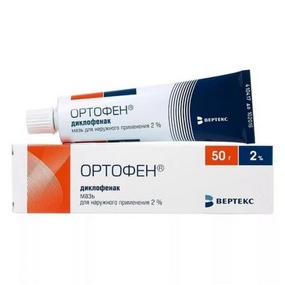 ОРТОФЕН®
диклофенак
мазь для наружного применения 2 %
ВЕРТЕКС
ОРТОФЕН®
диклофенак
мазь
для наружного применения 2 %
50 г
2 %
ВЕРТЕКС